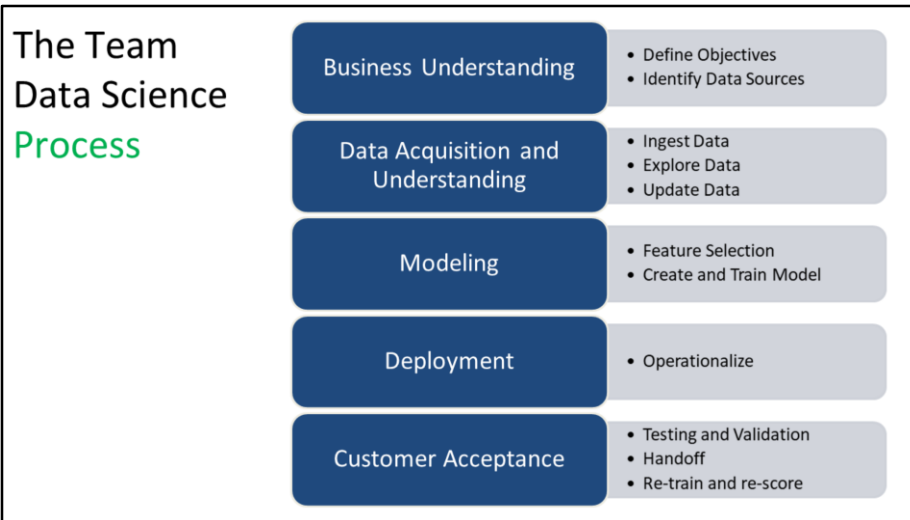 The Team
Data Science
Process
Business Understanding
• Define Objectives
• Identify Data Sources
Data Acquisition and
Understanding
• Ingest Data
• Explore Data
• Update Data
Modeling
• Feature Selection
• Create and Train Model
Deployment
• Operationalize
Customer Acceptance
• Testing and Validation
• Handoff
• Re-train and re-score